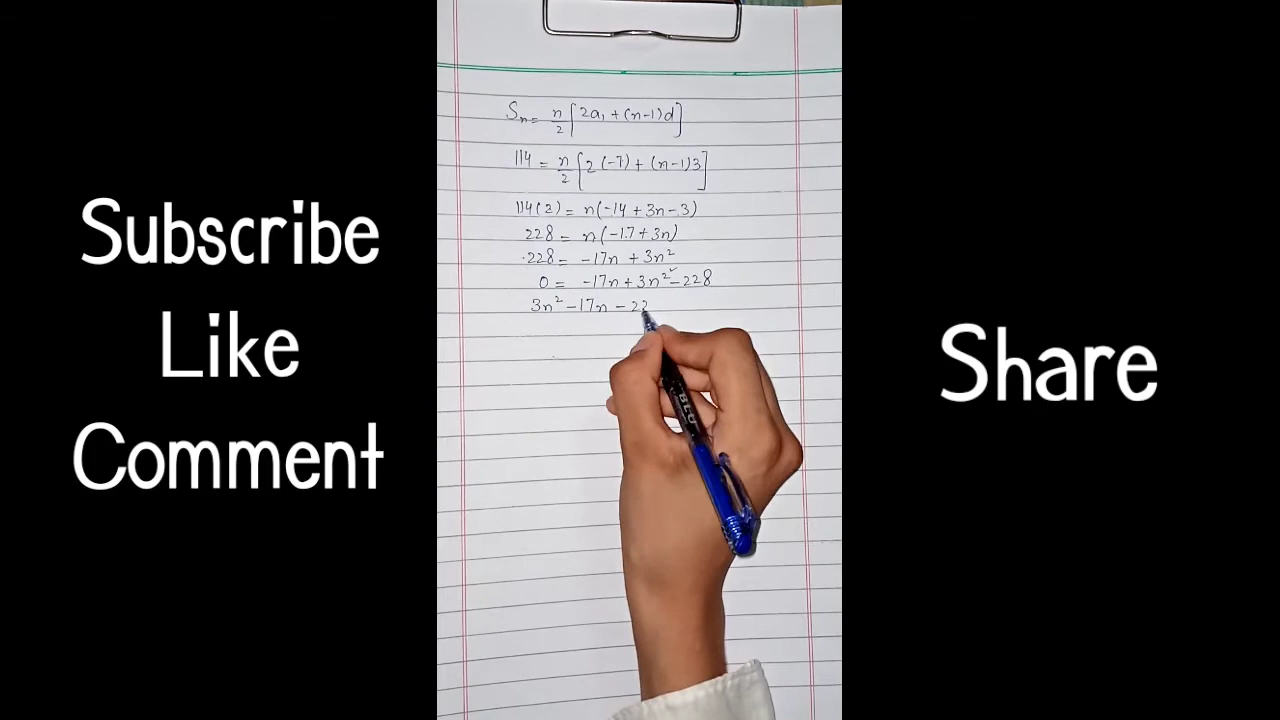 Subscribe
Like
Comment
Sn = n/2 [2a₁ + (n-1)d]
114 = n/2 [2(-7) + (n-1)3]
114(2) = n(-14 + 3n - 3)
228 = n(-17 + 3n)
228 = -17n + 3n²
0 = -17n + 3n² - 228
3n² - 17n - 22
Share